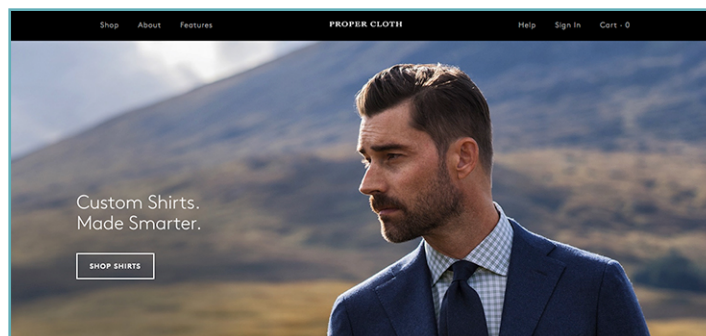 Shop About Features PROPER CLOTH Help Sign In Cart - 0
Custom Shirts.
Made Smarter.
SHOP SHIRTS